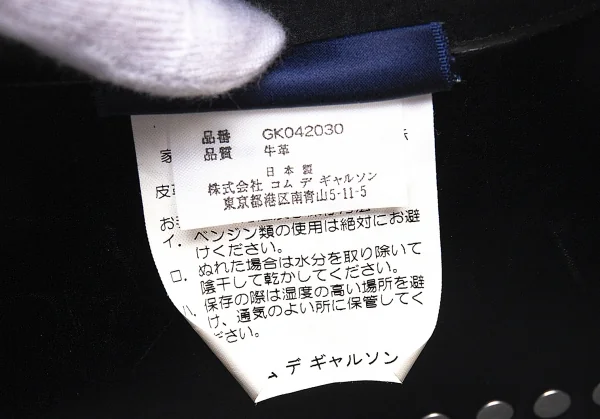 品番 GK042030
品質 牛革
日本製
株式会社 コム デ ギャルソン
東京都港区南青山5-11-5
家
皮革
お
イ. ベンジン類の使用は絶対にお避
けください。
ロ. ぬれた場合は水分を取り除いて
陰干して乾かしてください。
ハ. 保存の際は湿度の高い場所を避
け、通気のよい所に保管してく
ださい。
デ ギャルソン